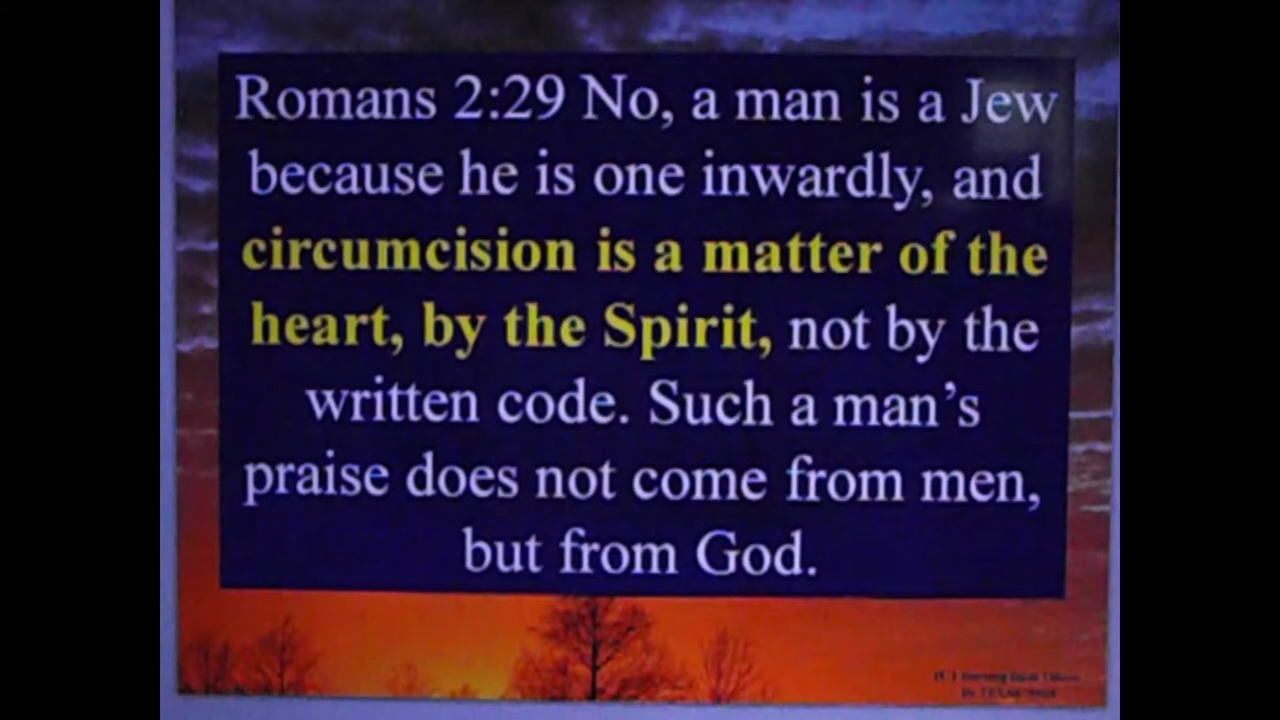 Romans 2:29 No, a man is a Jew
because he is one inwardly, and
circumcision is a matter of the
heart, by the Spirit, not by the
written code. Such a man’s
praise does not come from men,
but from God.